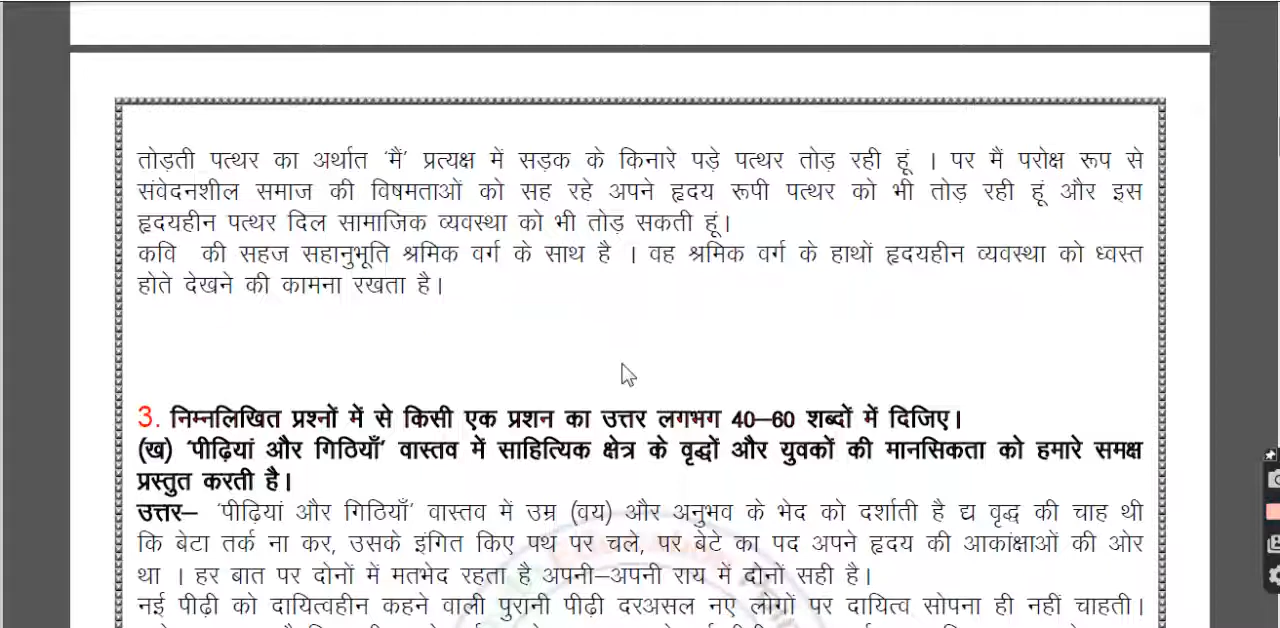 तोड़ती पत्थर का अर्थात ‘मैं’ प्रत्यक्ष में सड़क के किनारे पड़े पत्थर तोड़ रही हूं । पर मैं परोक्ष रूप से
संवेदनशील समाज की विषमताओं को सह रहे अपने हृदय रूपी पत्थर को भी तोड़ रही हूं और इस
हृदयहीन पत्थर दिल सामाजिक व्यवस्था को भी तोड़ सकती हूं।
कवि की सहज सहानुभूति श्रमिक वर्ग के साथ है । वह श्रमिक वर्ग के हाथों हृदयहीन व्यवस्था को ध्वस्त
होते देखने की कामना रखता है।
3. निम्नलिखित प्रश्नों में से किसी एक प्रशन का उत्तर लगभग 40–60 शब्दों में दिजिए।
(ख) ‘पीढ़ियां और गिठियाँ’ वास्तव में साहित्यिक क्षेत्र के वृद्धों और युवकों की मानसिकता को हमारे समक्ष
प्रस्तुत करती है।
उत्तर– ‘पीढ़ियां और गिठियाँ’ वास्तव में उम्र (वय) और अनुभव के भेद को दर्शाती है द्य वृद्ध की चाह थी
कि बेटा तर्क ना कर, उसके इंगित किए पथ पर चले, पर बेटे का पद अपने हृदय की आकांक्षाओं की ओर
था । हर बात पर दोनों में मतभेद रहता है अपनी–अपनी राय में दोनों सही है।
नई पीढ़ी को दायित्वहीन कहने वाली पुरानी पीढ़ी दरअसल नए लोगों पर दायित्व सोपना ही नहीं चाहती।